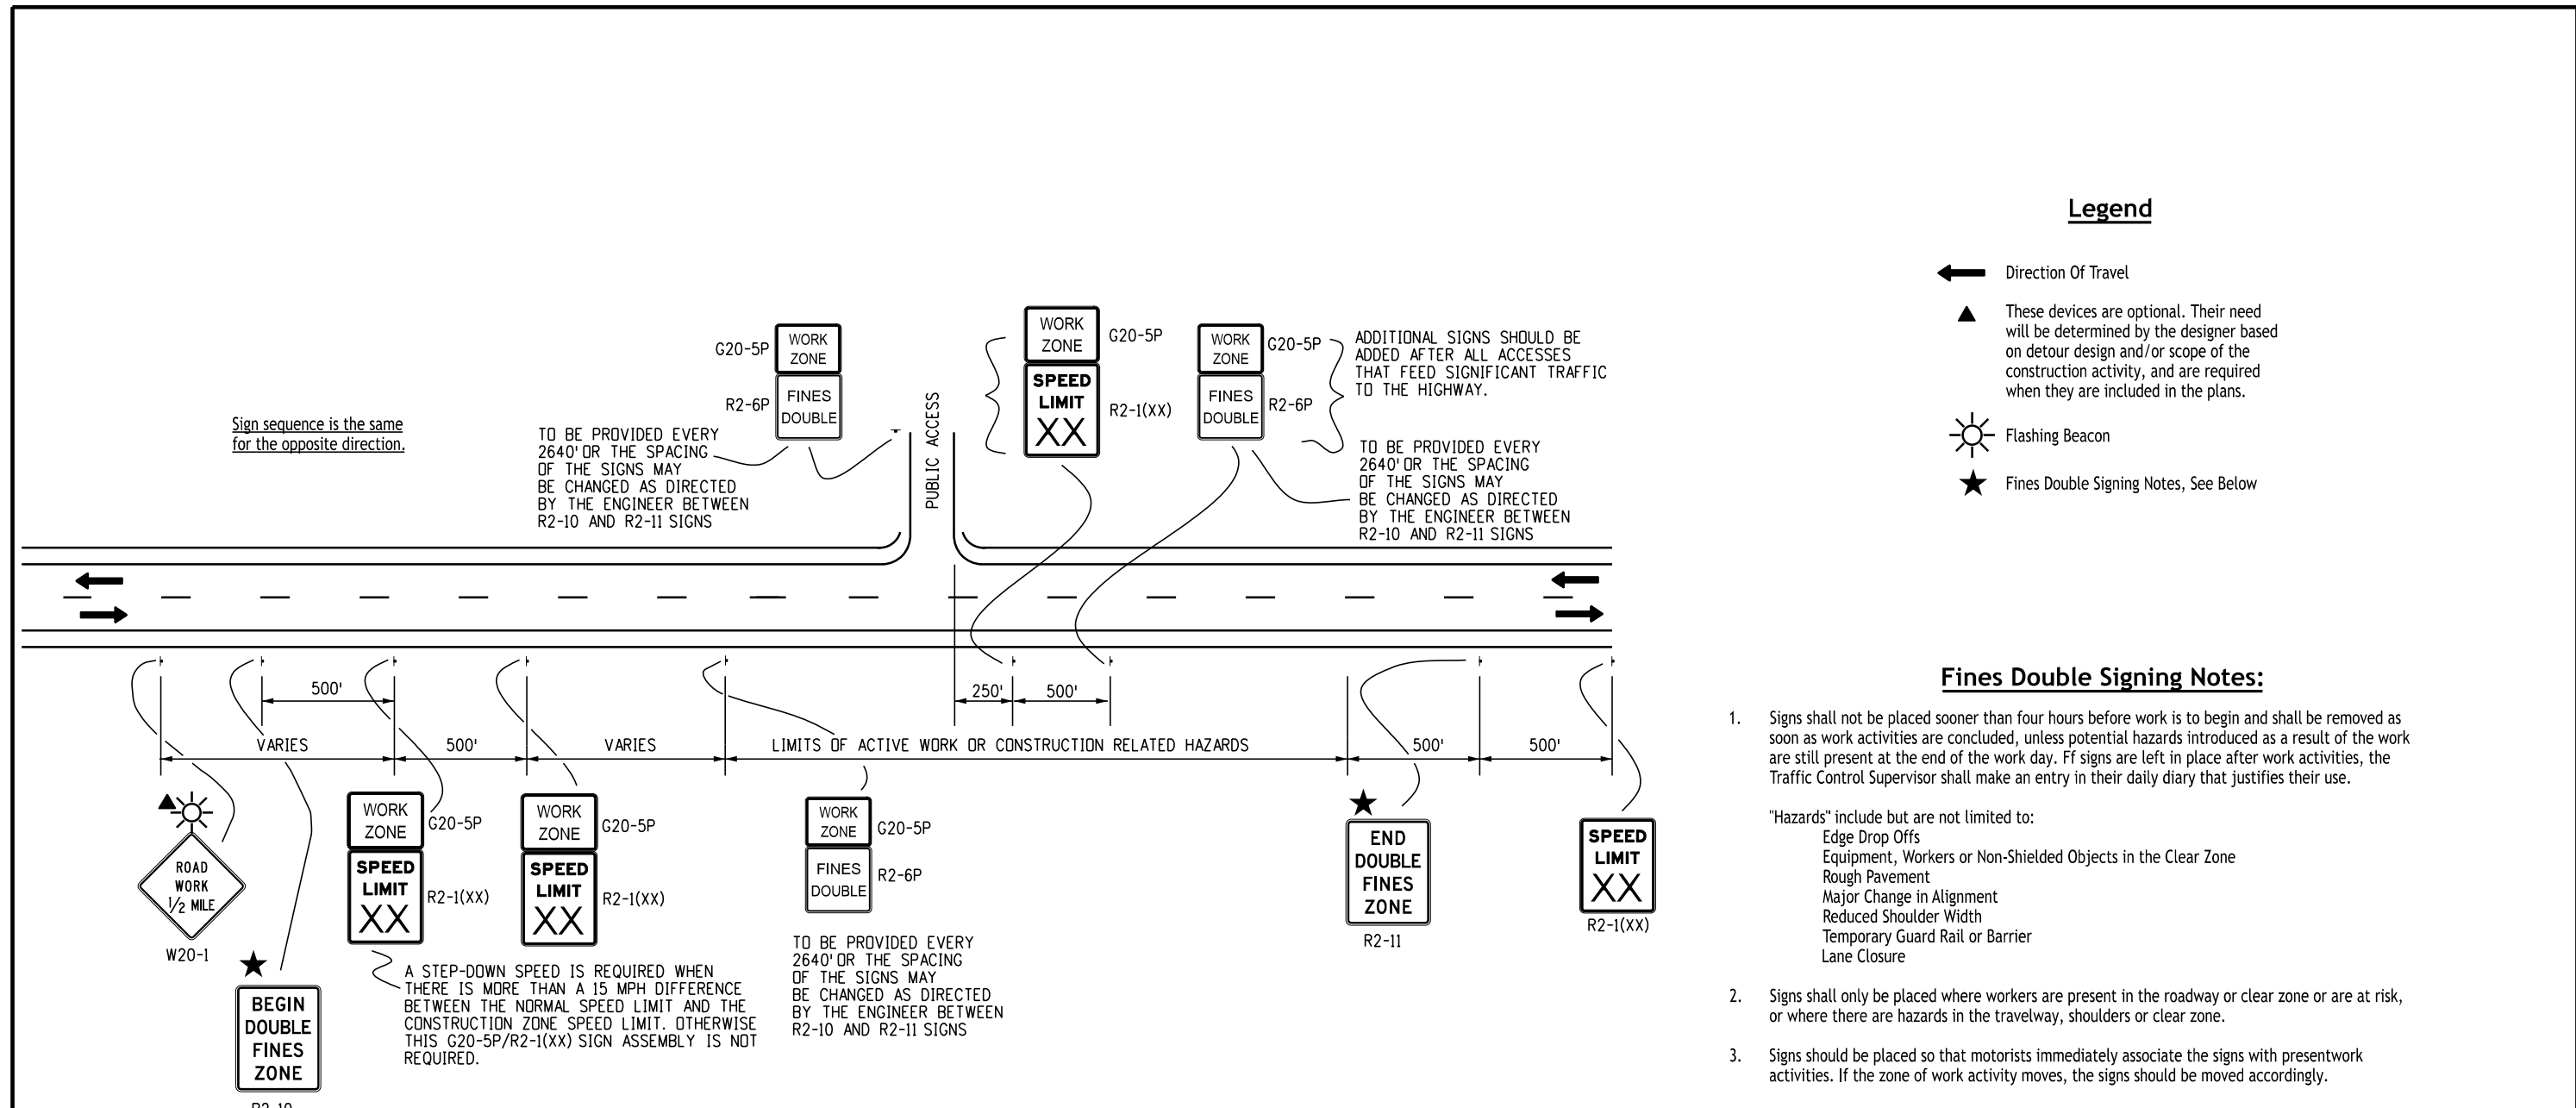 Legend
Direction Of Travel
These devices are optional. Their need
will be determined by the designer based
on detour design and/or scope of the
construction activity, and are required
when they are included in the plans.
Flashing Beacon
Fines Double Signing Notes, See Below
Sign sequence is the same
for the opposite direction.
G20-5P
WORK
ZONE
R2-6P
FINES
DOUBLE
TO BE PROVIDED EVERY
2640' OR THE SPACING
OF THE SIGNS MAY
BE CHANGED AS DIRECTED
BY THE ENGINEER BETWEEN
R2-10 AND R2-11 SIGNS
PUBLIC ACCESS
WORK
ZONE
G20-5P
SPEED
LIMIT
XX
R2-1(XX)
WORK
ZONE
G20-5P
FINES
DOUBLE
R2-6P
ADDITIONAL SIGNS SHOULD BE
ADDED AFTER ALL ACCESSES
THAT FEED SIGNIFICANT TRAFFIC
TO THE HIGHWAY.
TO BE PROVIDED EVERY
2640' OR THE SPACING
OF THE SIGNS MAY
BE CHANGED AS DIRECTED
BY THE ENGINEER BETWEEN
R2-10 AND R2-11 SIGNS
500'
250'
500'
VARIES
500'
VARIES
LIMITS OF ACTIVE WORK OR CONSTRUCTION RELATED HAZARDS
500'
500'
ROAD
WORK
1/2 MILE
W20-1
BEGIN
DOUBLE
FINES
ZONE
R2-10
WORK
ZONE
G20-5P
SPEED
LIMIT
XX
R2-1(XX)
A STEP-DOWN SPEED IS REQUIRED WHEN
THERE IS MORE THAN A 15 MPH DIFFERENCE
BETWEEN THE NORMAL SPEED LIMIT AND THE
CONSTRUCTION ZONE SPEED LIMIT. OTHERWISE
THIS G20-5P/R2-1(XX) SIGN ASSEMBLY IS NOT
REQUIRED.
WORK
ZONE
G20-5P
SPEED
LIMIT
XX
R2-1(XX)
WORK
ZONE
G20-5P
FINES
DOUBLE
R2-6P
TO BE PROVIDED EVERY
2640' OR THE SPACING
OF THE SIGNS MAY
BE CHANGED AS DIRECTED
BY THE ENGINEER BETWEEN
R2-10 AND R2-11 SIGNS
END
DOUBLE
FINES
ZONE
R2-11
SPEED
LIMIT
XX
R2-1(XX)
Fines Double Signing Notes:
1. Signs shall not be placed sooner than four hours before work is to begin and shall be removed as
soon as work activities are concluded, unless potential hazards introduced as a result of the work
are still present at the end of the work day. Ff signs are left in place after work activities, the
Traffic Control Supervisor shall make an entry in their daily diary that justifies their use.
"Hazards" include but are not limited to:
Edge Drop Offs
Equipment, Workers or Non-Shielded Objects in the Clear Zone
Rough Pavement
Major Change in Alignment
Reduced Shoulder Width
Temporary Guard Rail or Barrier
Lane Closure
2. Signs shall only be placed where workers are present in the roadway or clear zone or are at risk,
or where there are hazards in the travelway, shoulders or clear zone.
3. Signs should be placed so that motorists immediately associate the signs with presentwork
activities. If the zone of work activity moves, the signs should be moved accordingly.